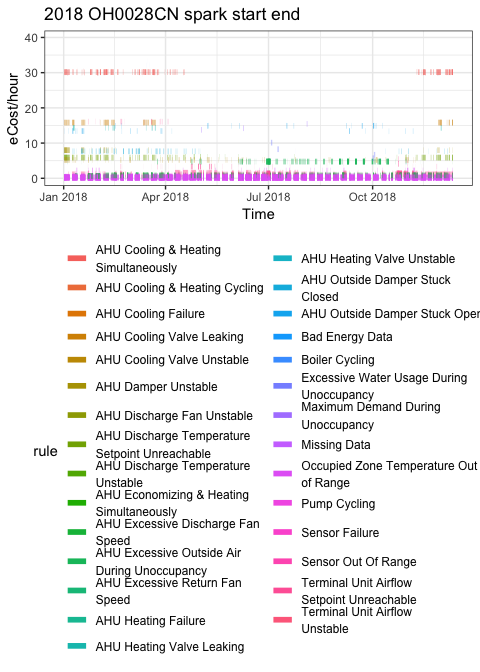 2018 OH0028CN spark start end
eCost/hour
40
30
20
10
0
Jan 2018
Apr 2018
Jul 2018
Oct 2018
Time
rule
AHU Cooling & Heating
Simultaneously
AHU Cooling & Heating Cycling
AHU Cooling Failure
AHU Cooling Valve Leaking
AHU Cooling Valve Unstable
AHU Damper Unstable
AHU Discharge Fan Unstable
AHU Discharge Temperature
Setpoint Unreachable
AHU Discharge Temperature
Unstable
AHU Economizing & Heating
Simultaneously
AHU Excessive Discharge Fan
Speed
AHU Excessive Outside Air
During Unoccupancy
AHU Excessive Return Fan
Speed
AHU Heating Failure
AHU Heating Valve Leaking
AHU Heating Valve Unstable
AHU Outside Damper Stuck
Closed
AHU Outside Damper Stuck Oper
Bad Energy Data
Boiler Cycling
Excessive Water Usage During
Unoccupancy
Maximum Demand During
Unoccupancy
Missing Data
Occupied Zone Temperature Out
of Range
Pump Cycling
Sensor Failure
Sensor Out Of Range
Terminal Unit Airflow
Setpoint Unreachable
Terminal Unit Airflow
Unstable